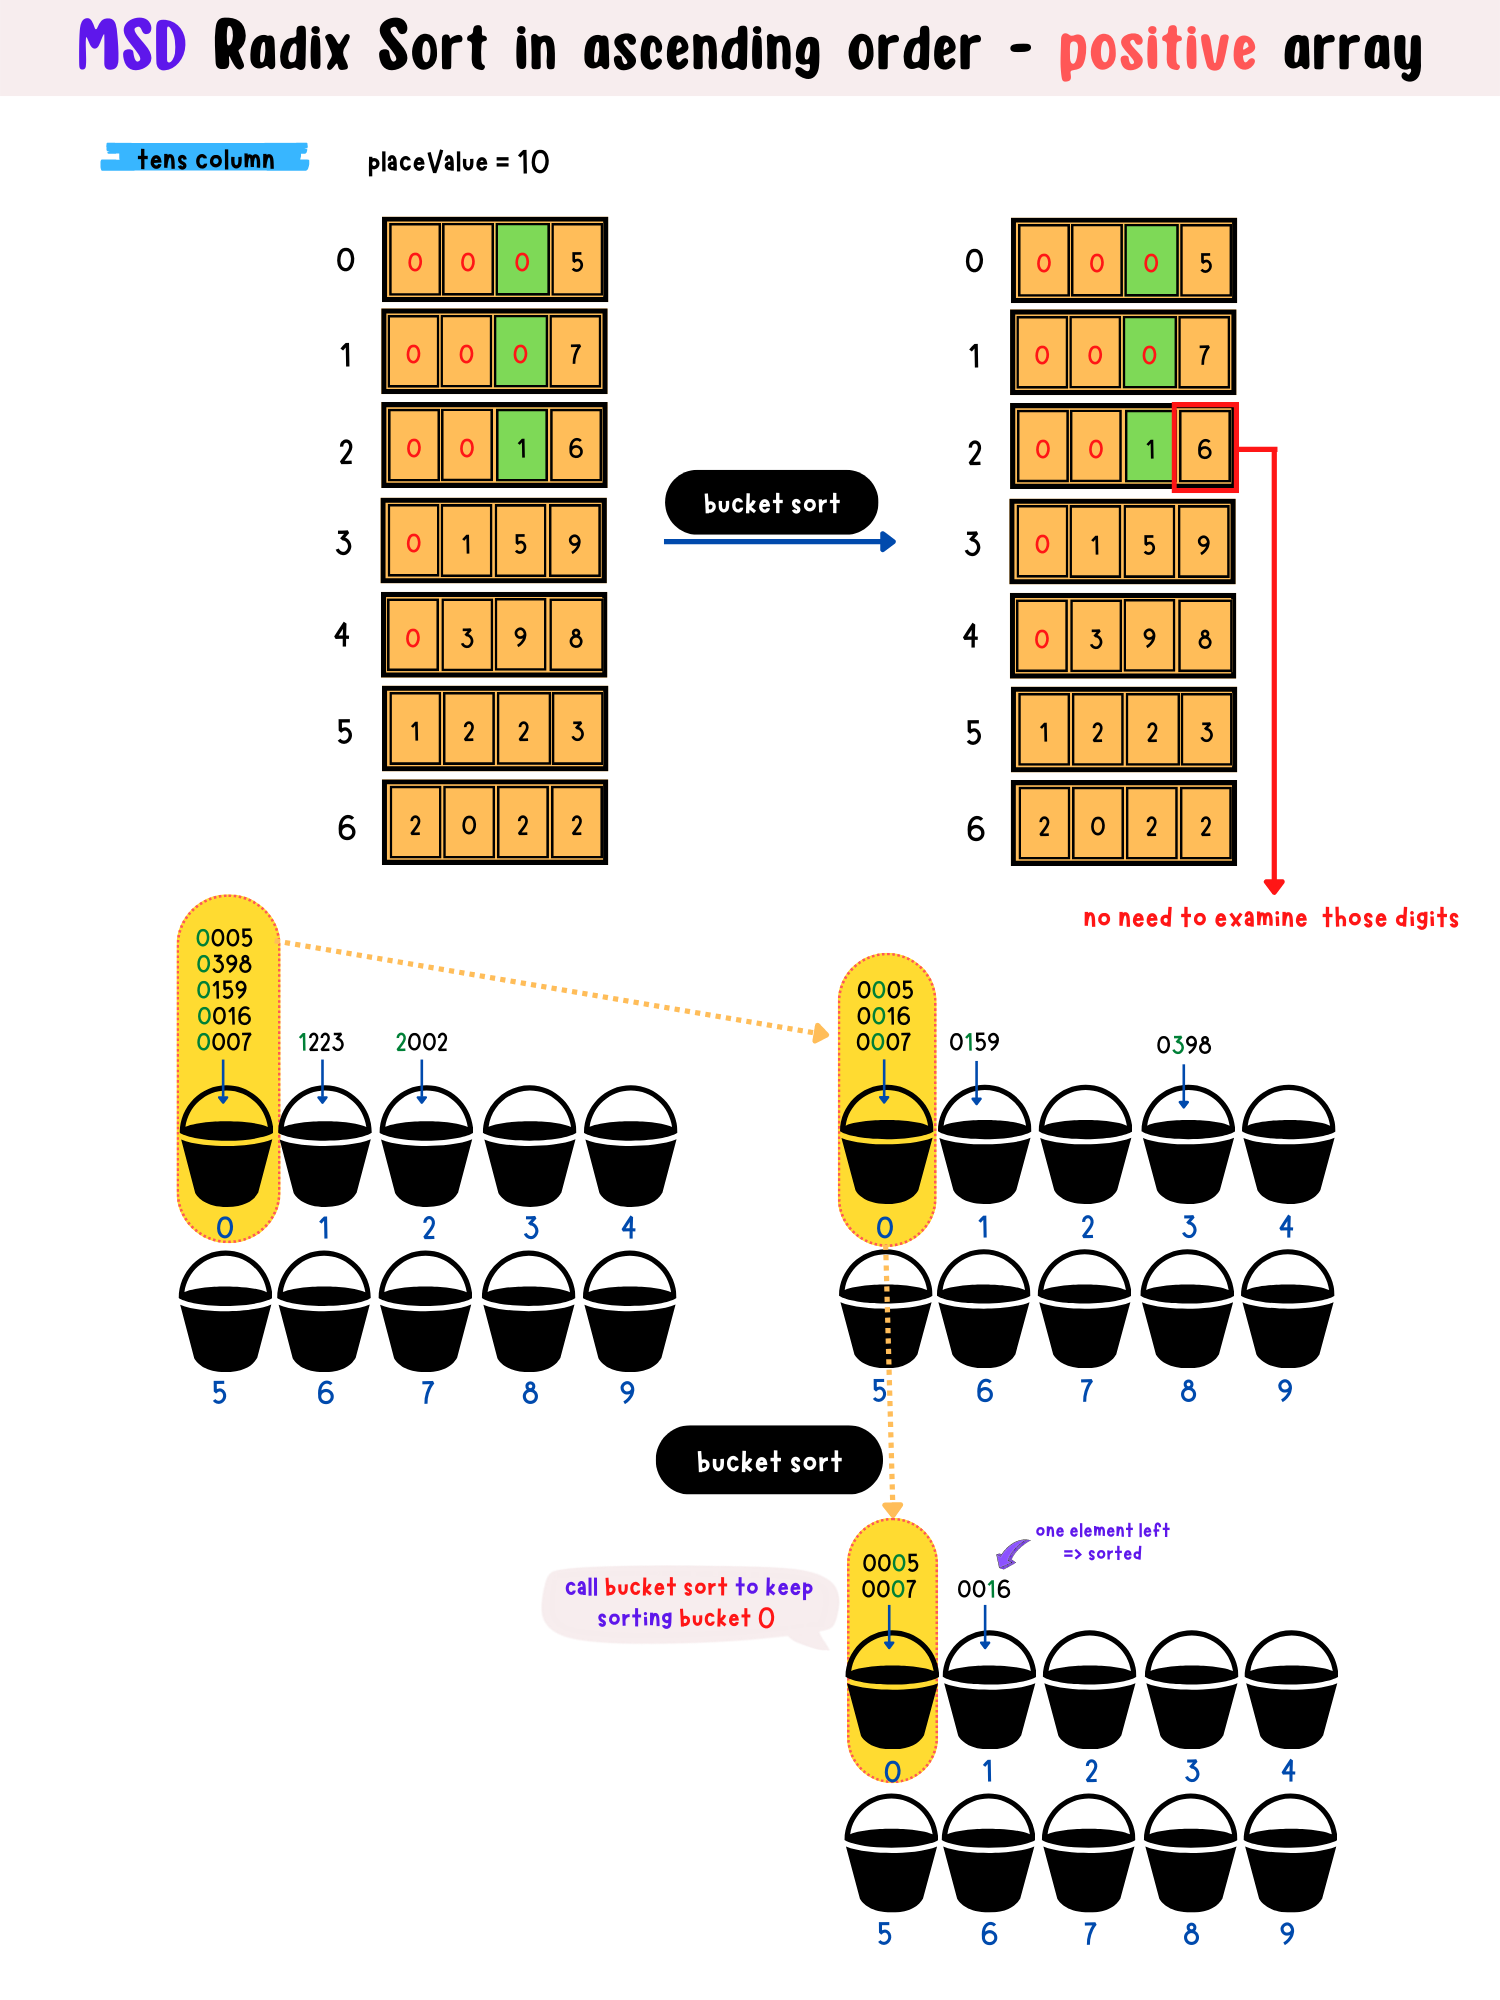 MSD Radix Sort in ascending order - positive array
tens column
placeValue = 10
0 0 0 0 5
1 0 0 0 7
2 0 0 1 6
3 0 1 5 9
4 0 3 9 8
5 1 2 2 3
6 2 0 2 2
bucket sort
0 0 0 0 5
1 0 0 0 7
2 0 0 1 6
3 0 1 5 9
4 0 3 9 8
5 1 2 2 3
6 2 0 2 2
no need to examine those digits
0005
0398
0159
0016
0007
1223
2002
0 1 2 3 4
5 6 7 8 9
0005
0016
0007
0159
0398
0 1 2 3 4
5 6 7 8 9
bucket sort
one element left
=> sorted
call bucket sort to keep
sorting bucket 0
0005
0007
0016
0 1 2 3 4
5 6 7 8 9